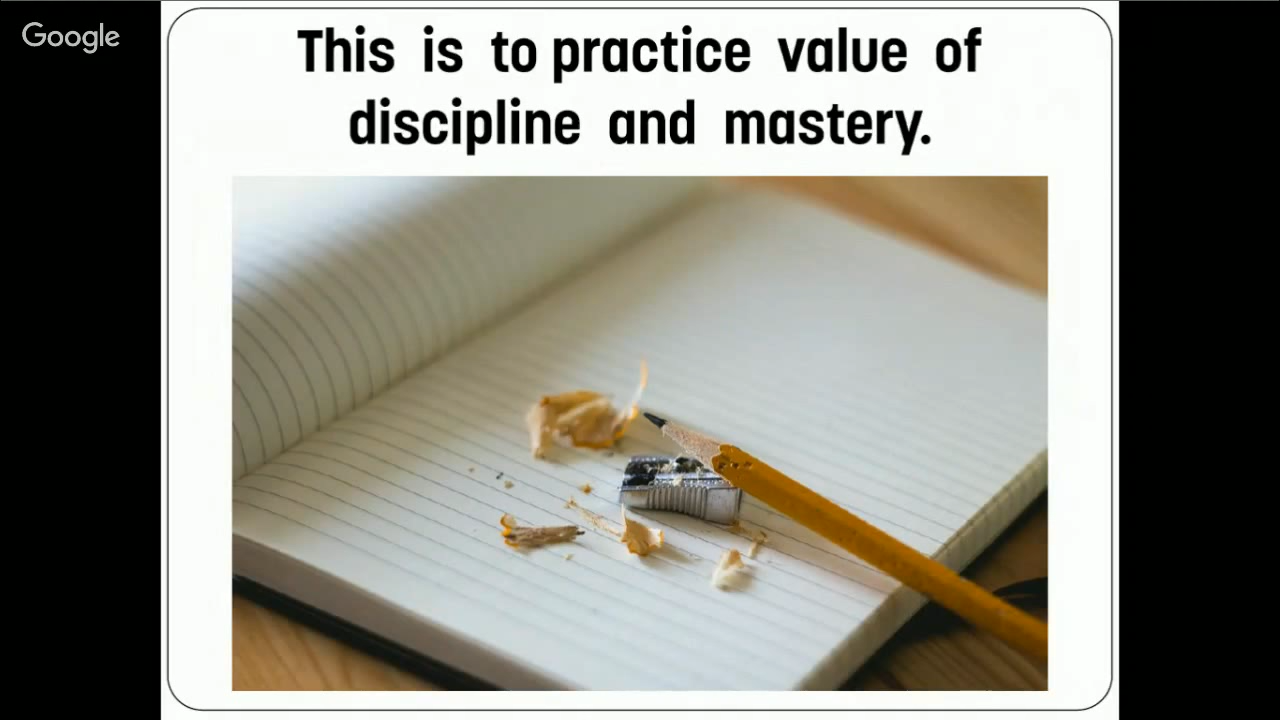 Google
This is to practice value of
discipline and mastery.